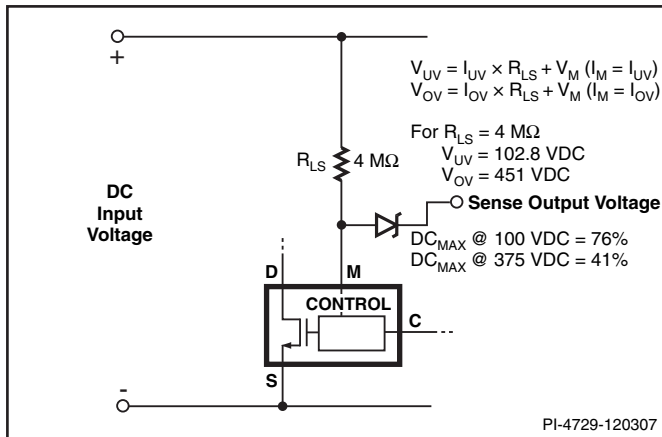 +
V_UV = I_UV × R_LS + V_M (I_M = I_UV)
V_OV = I_OV × R_LS + V_M (I_M = I_OV)
For R_LS = 4 MΩ
V_UV = 102.8 VDC
V_OV = 451 VDC
R_LS 4 MΩ
DC
Input
Voltage
Sense Output Voltage
DC_MAX @ 100 VDC = 76%
DC_MAX @ 375 VDC = 41%
D M
CONTROL
C
S
-
PI-4729-120307